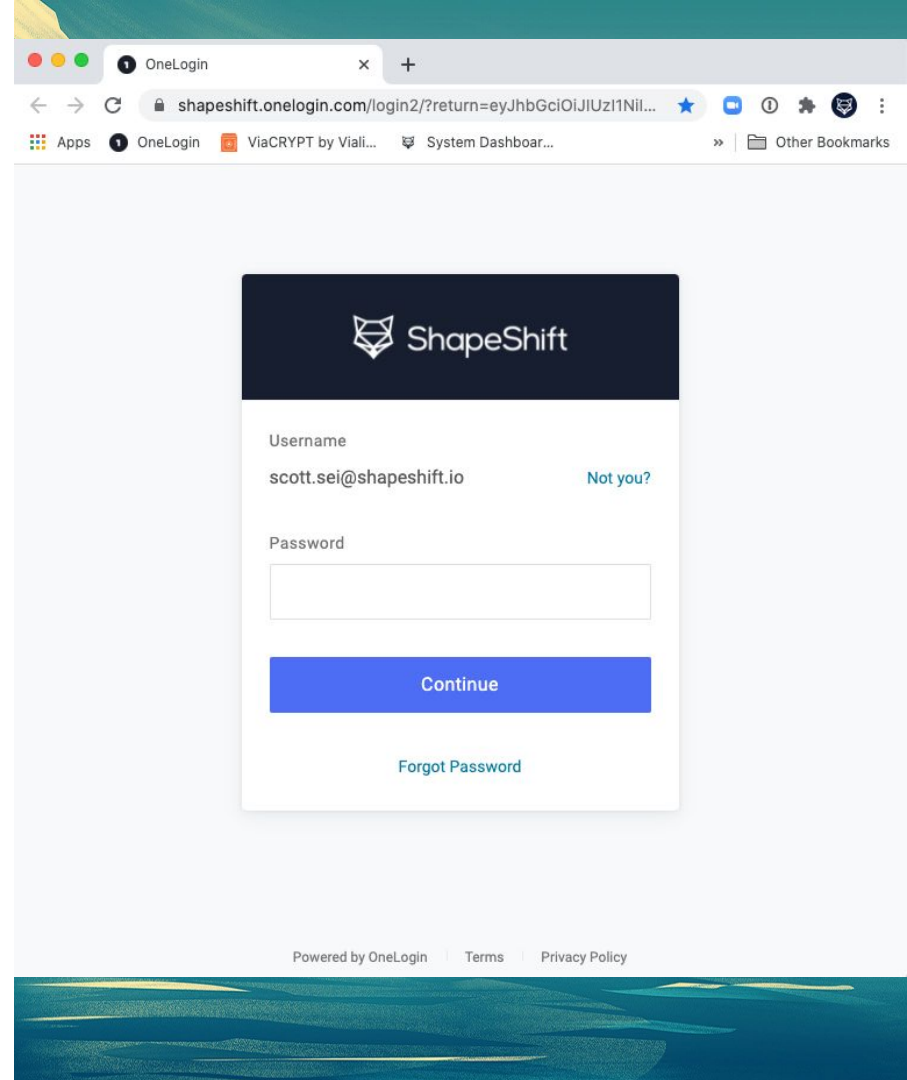 OneLogin
shapeshift.onelogin.com/login2/?return=eyJhbGciOiJIUzI1NiI...
Apps OneLogin ViaCRYPT by Viali... System Dashboar... » Other Bookmarks
ShapeShift
Username
scott.sei@shapeshift.io Not you?
Password
Continue
Forgot Password
Powered by OneLogin Terms Privacy Policy